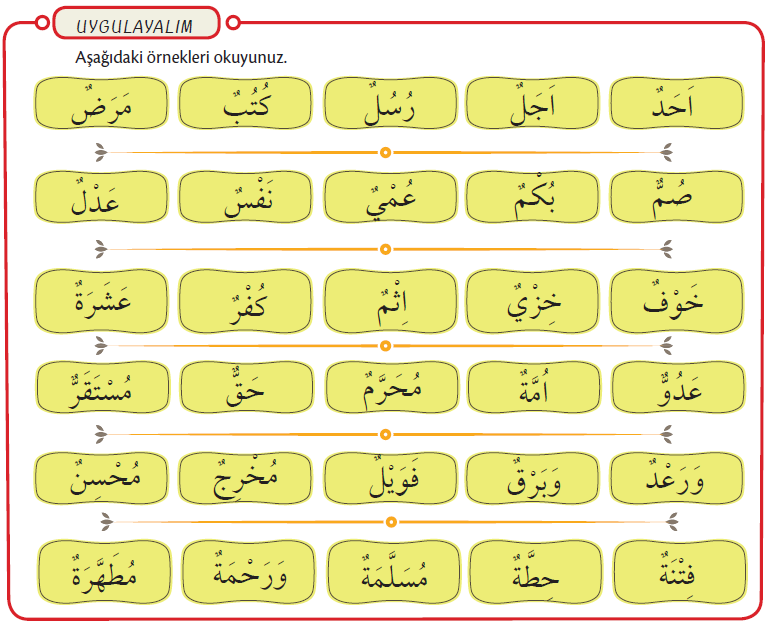 UYGULAYALIM
Aşağıdaki örnekleri okuyunuz.
اَحَدٌ اَجَلٌ رُسُلٌ كُتُبٌ مَرَضٌ
صُمٌّ بُكْمٌ عُمْيٌ نَفْسٌ عَدْلٌ
خَوْفٌ خِزْيٌ اِثْمٌ كُفْرٌ عَشَرَةٌ
عَدُوٌّ اُمَّةٌ مُحَرَّمٌ حَقٌّ مُسْتَقَرٌّ
وَرَعْدٌ وَبَرْقٌ فَوَيْلٌ مُخْرِجٌ مُحْسِنٌ
فِتْنَةٌ حِطَّةٌ مُسَلَّمَةٌ وَرَحْمَةٌ مُطَهَّرَةٌ